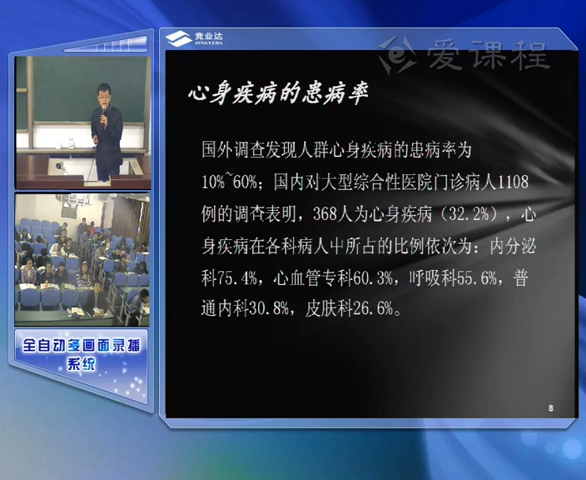 竞业达
JINGYEDA
爱课程
心身疾病的患病率
国外调查发现人群心身疾病的患病率为
10%~60%；国内对大型综合性医院门诊病人1108
例的调查表明，368人为心身疾病（32.2%），心
身疾病在各科病人中所占的比例依次为：内分泌
科75.4%，心血管专科60.3%，呼吸科55.6%，普
通内科30.8%，皮肤科26.6%。
全自动多画面录播
系统
8